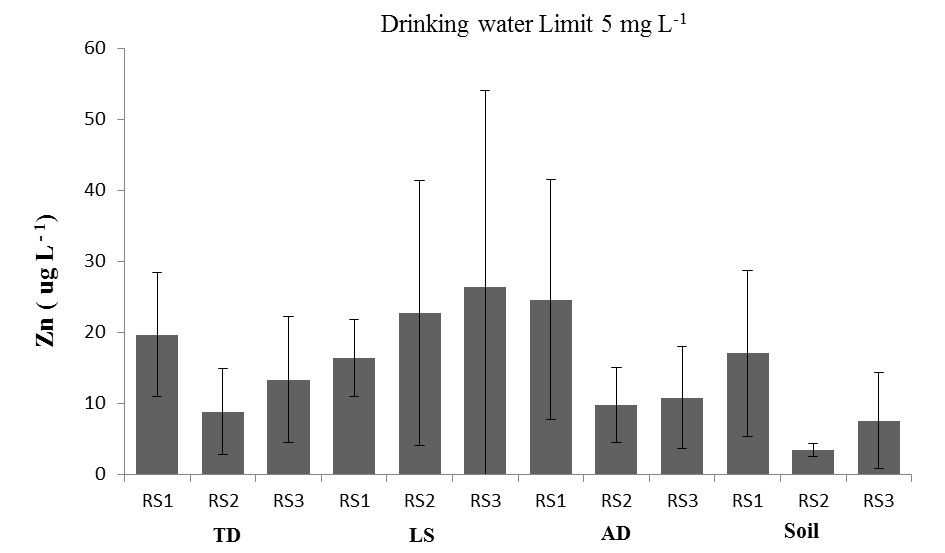 Drinking water Limit 5 mg L-1
60
50
40
30
20
10
0
Zn ( ug L-1)
RS1 RS2 RS3 RS1 RS2 RS3 RS1 RS2 RS3 RS1 RS2 RS3
TD LS AD Soil